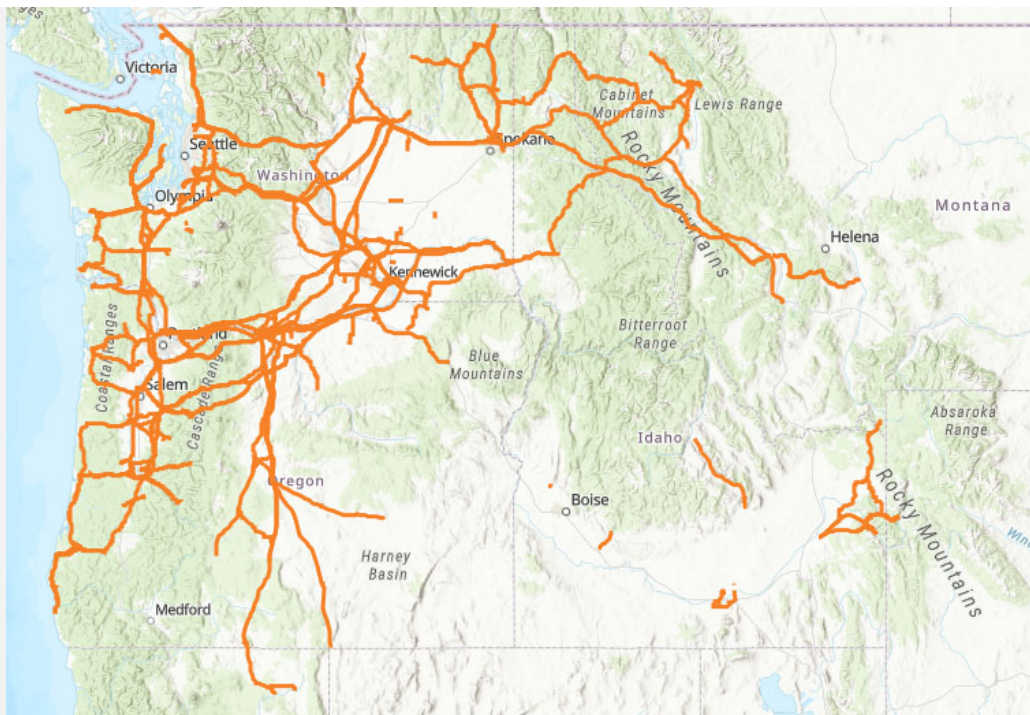 Ranges
Victoria
Cabinet
Mountains
Lewis Range
Seattle
Spokane
Rocky Mountains
Washington
Olympia
Montana
Helena
Kennewick
Coastal Ranges
Portland
Bitterroot
Range
Blue
Mountains
Salem
Cascade Range
Absaroka
Range
Idaho
Oregon
Boise
Rocky Mountains
Harney
Basin
Medford